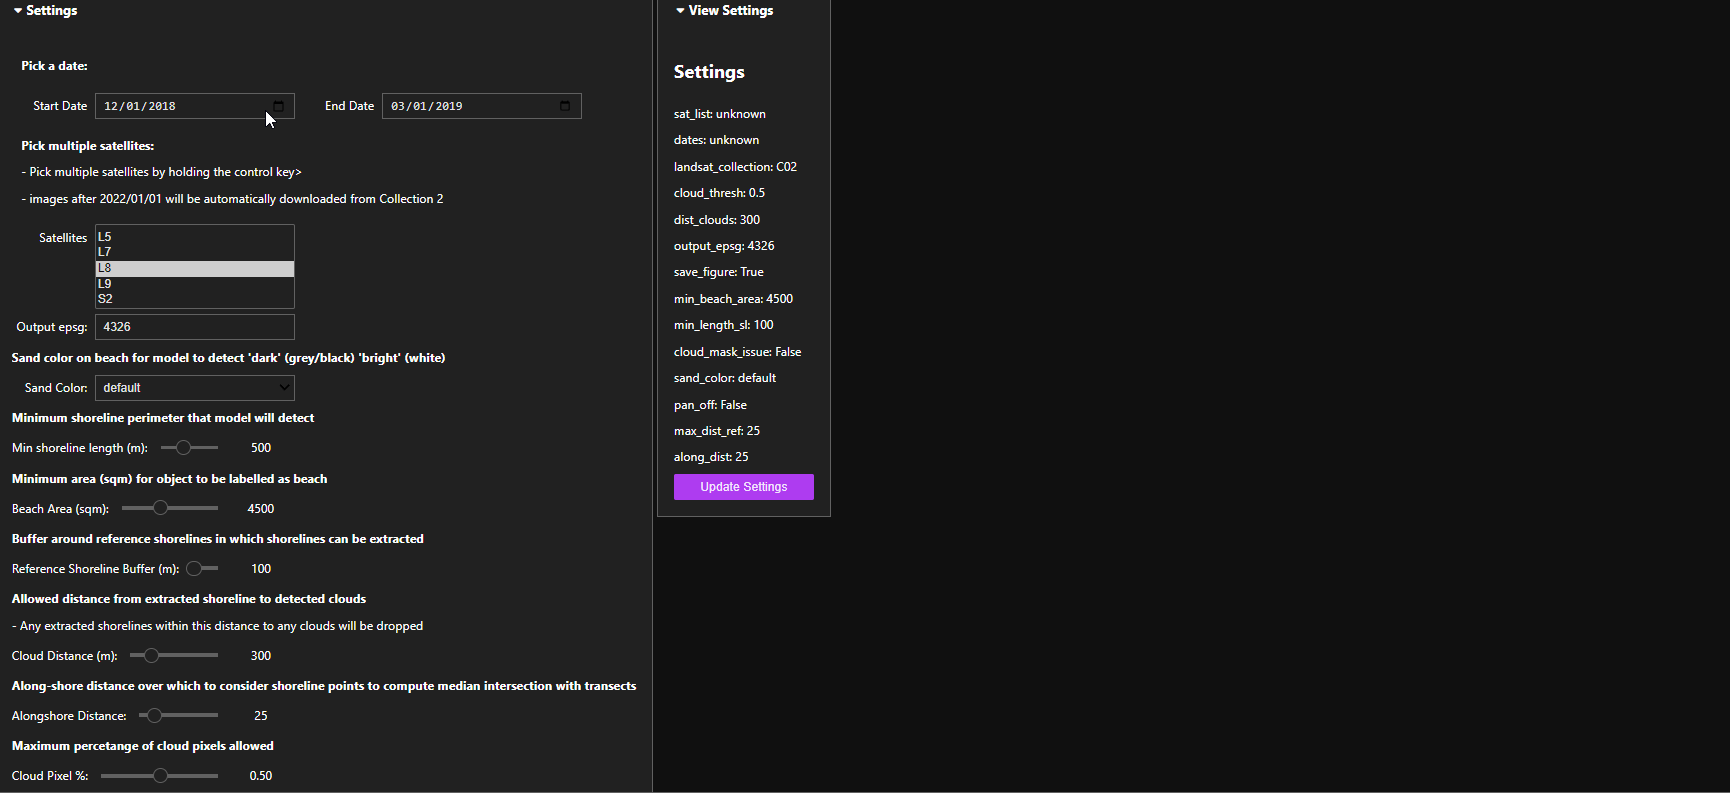 Settings
Pick a date:
Start Date 12/01/2018 End Date 03/01/2019
Pick multiple satellites:
- Pick multiple satellites by holding the control key>
- images after 2022/01/01 will be automatically downloaded from Collection 2
Satellites
L5
L7
L8
L9
S2
Output epsg: 4326
Sand color on beach for model to detect 'dark' (grey/black) 'bright' (white)
Sand Color: default
Minimum shoreline perimeter that model will detect
Min shoreline length (m): 500
Minimum area (sqm) for object to be labelled as beach
Beach Area (sqm): 4500
Buffer around reference shorelines in which shorelines can be extracted
Reference Shoreline Buffer (m): 100
Allowed distance from extracted shoreline to detected clouds
- Any extracted shorelines within this distance to any clouds will be dropped
Cloud Distance (m): 300
Along-shore distance over which to consider shoreline points to compute median intersection with transects
Alongshore Distance: 25
Maximum percetange of cloud pixels allowed
Cloud Pixel %: 0.50
View Settings
Settings
sat_list: unknown
dates: unknown
landsat_collection: C02
cloud_thresh: 0.5
dist_clouds: 300
output_epsg: 4326
save_figure: True
min_beach_area: 4500
min_length_sl: 100
cloud_mask_issue: False
sand_color: default
pan_off: False
max_dist_ref: 25
along_dist: 25
Update Settings